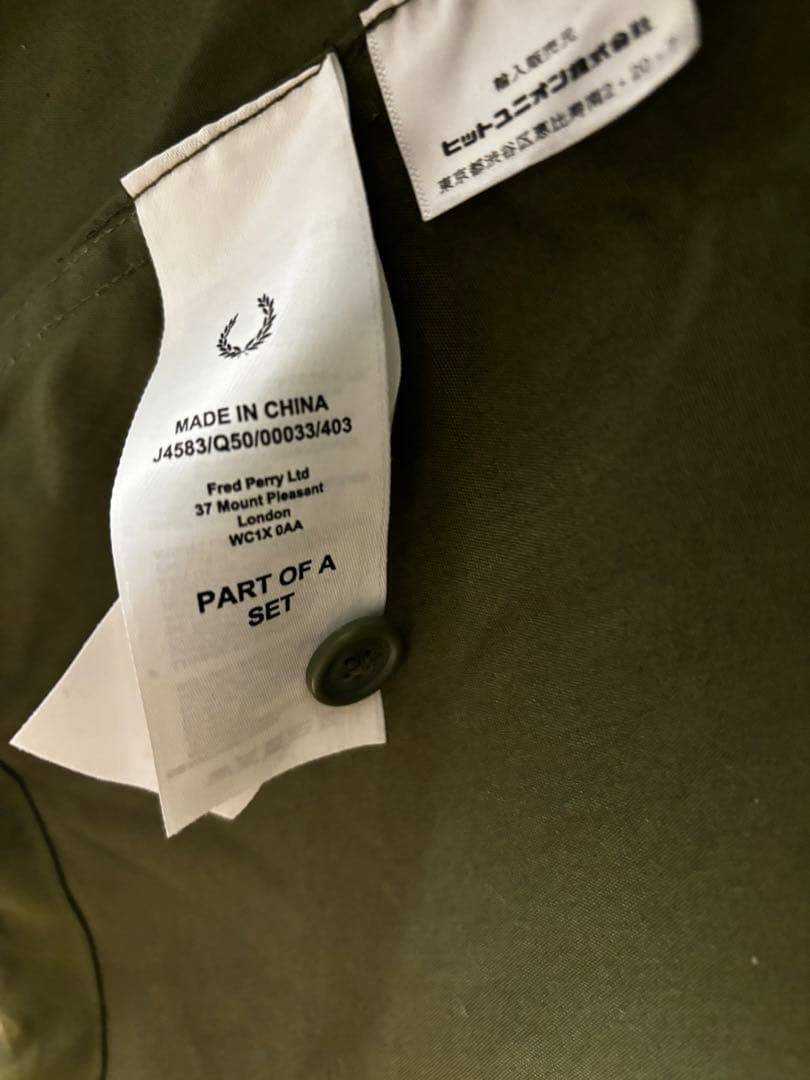 輸入販売元
ヒットユニオン株式会社
東京都渋谷区恵比寿南2-20-7
MADE IN CHINA
J4583/Q50/00033/403
Fred Perry Ltd
37 Mount Pleasant
London
WC1X 0AA
PART OF A
SET